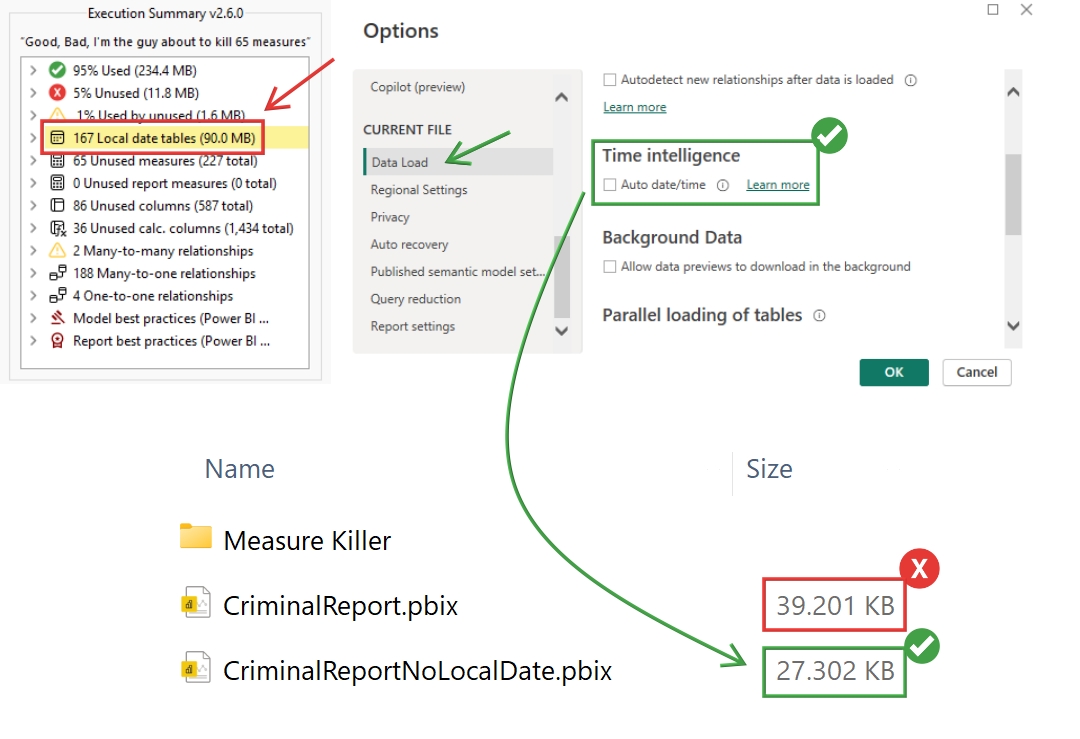 Execution Summary v2.6.0
"Good, Bad, I'm the guy about to kill 65 measures"
95% Used (234.4 MB)
5% Unused (11.8 MB)
1% Used by unused (1.6 MB)
167 Local date tables (90.0 MB)
65 Unused measures (227 total)
0 Unused report measures (0 total)
86 Unused columns (587 total)
36 Unused calc. columns (1,434 total)
2 Many-to-many relationships
188 Many-to-one relationships
4 One-to-one relationships
Model best practices (Power BI ...
Report best practices (Power BI ...
Options
Copilot (preview)
CURRENT FILE
Data Load
Regional Settings
Privacy
Auto recovery
Published semantic model set...
Query reduction
Report settings
Autodetect new relationships after data is loaded
Learn more
Time intelligence
Auto date/time Learn more
Background Data
Allow data previews to download in the background
Parallel loading of tables
OK Cancel
Name Size
Measure Killer
X
CriminalReport.pbix 39.201 KB
CriminalReportNoLocalDate.pbix 27.302 KB